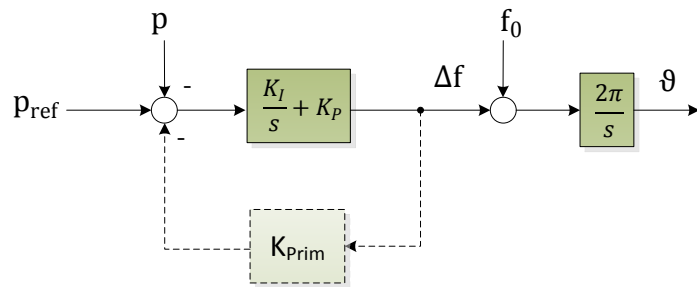 p
f₀
-
Δf
ϑ
p_ref
K_I/s + K_P
2π/s
-
K_Prim